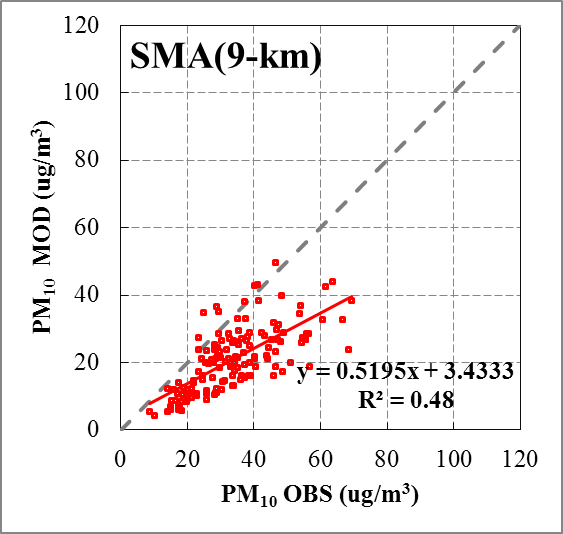 SMA(9-km)
PM₁₀ MOD (ug/m³)
120
100
80
60
40
20
0
y = 0.5195x + 3.4333
R² = 0.48
0 20 40 60 80 100 120
PM₁₀ OBS (ug/m³)